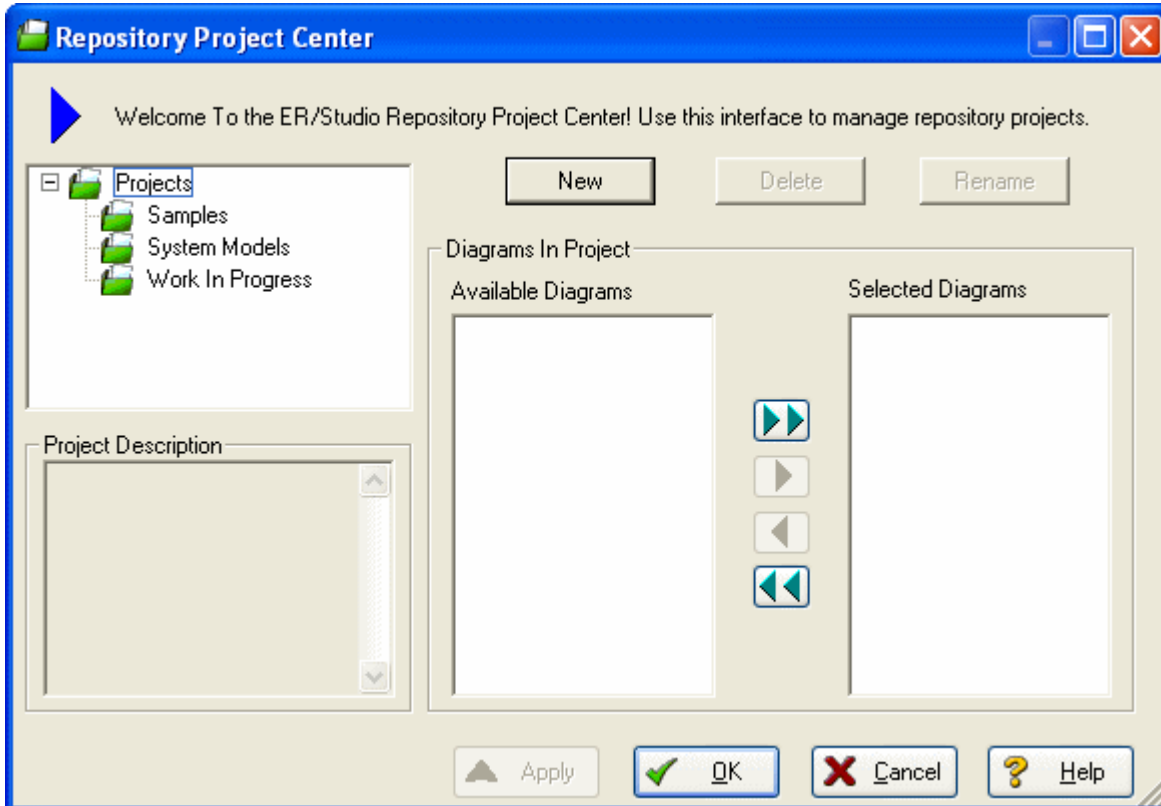 Repository Project Center
Welcome To the ER/Studio Repository Project Center! Use this interface to manage repository projects.
Projects
Samples
System Models
Work In Progress
New
Delete
Rename
Diagrams In Project
Available Diagrams
Selected Diagrams
Project Description
Apply
OK
Cancel
Help